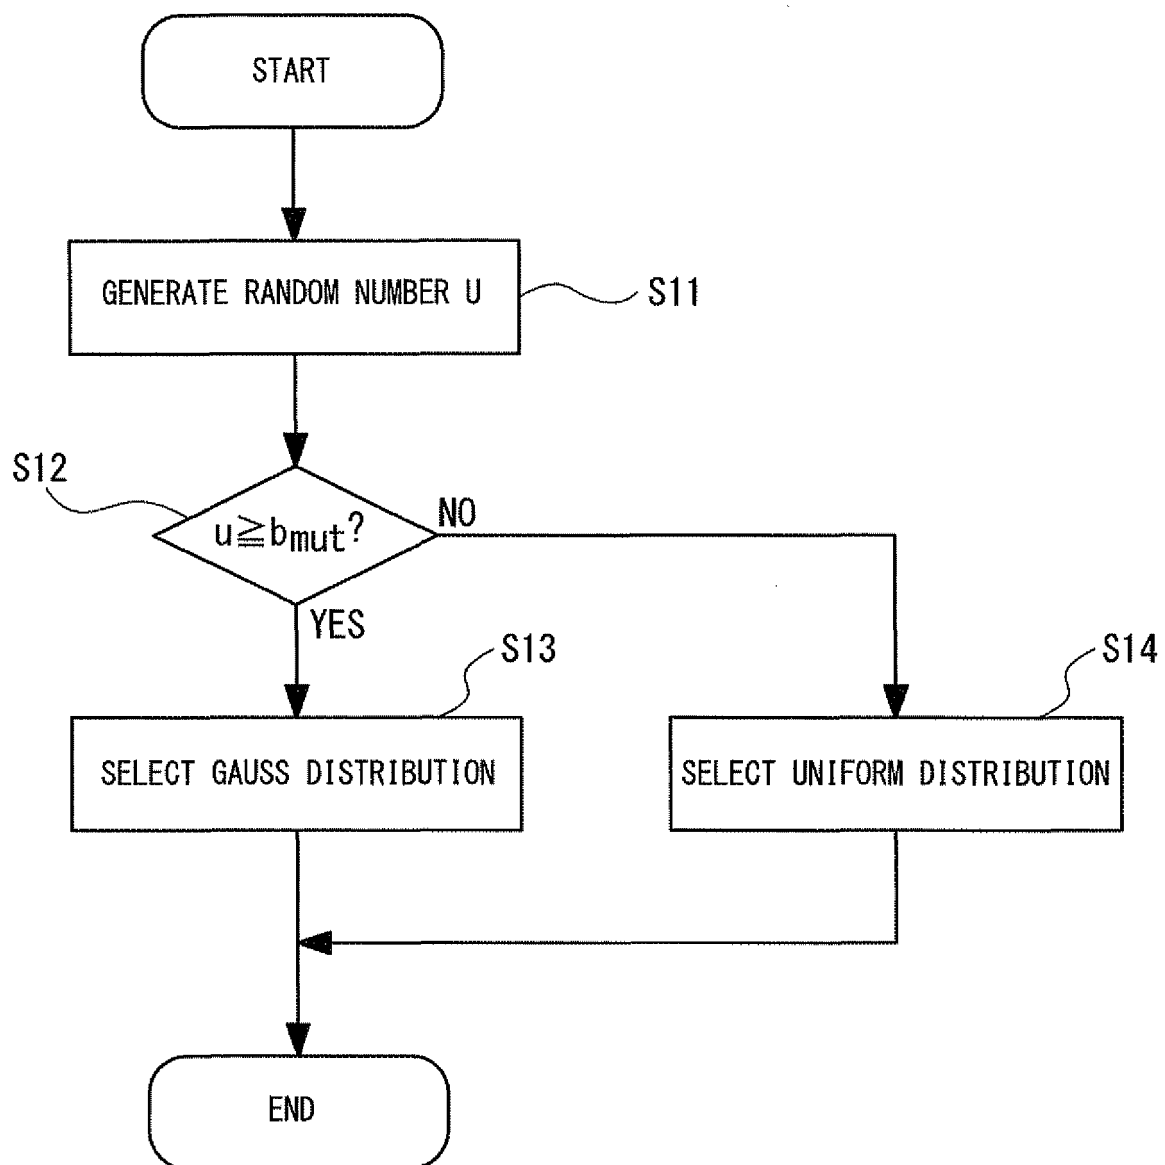 START
GENERATE RANDOM NUMBER U
S11
S12
u≧bmut?
NO
YES
S13
S14
SELECT GAUSS DISTRIBUTION
SELECT UNIFORM DISTRIBUTION
END